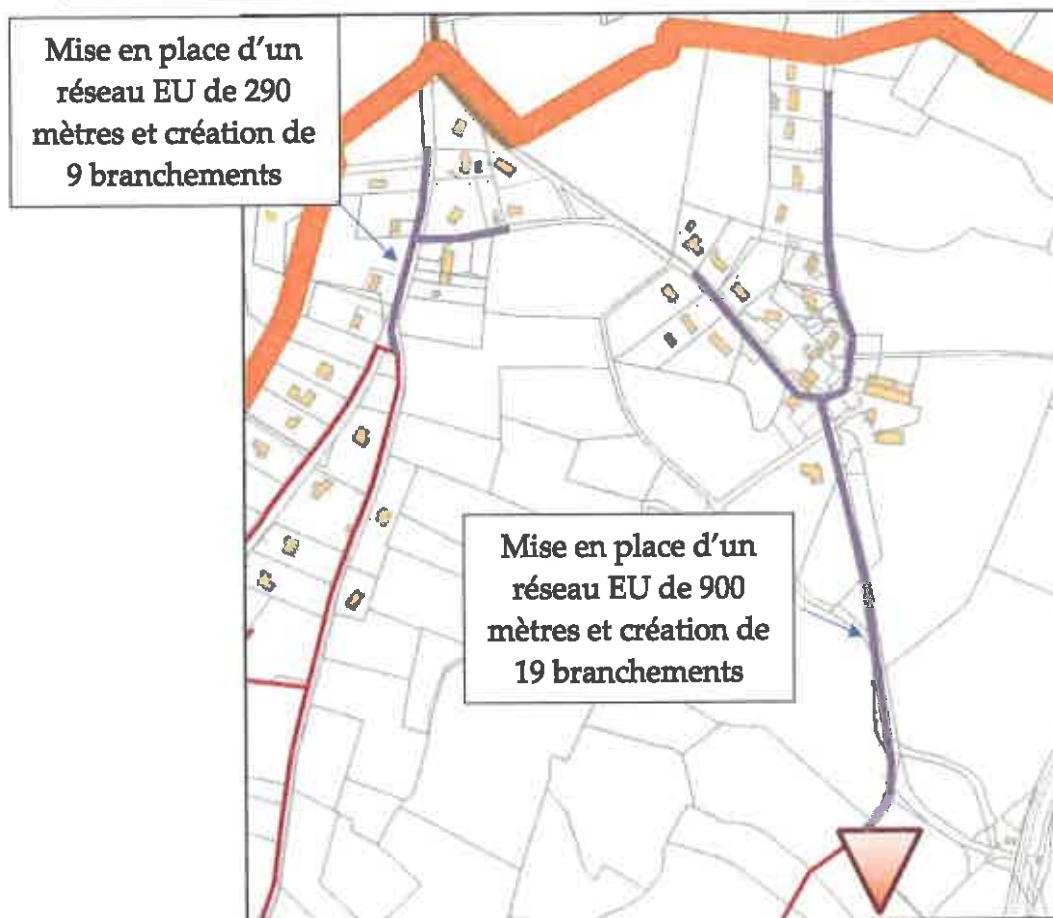 Mise en place d'un
réseau EU de 290
mètres et création de
9 branchements
Mise en place d'un
réseau EU de 900
mètres et création de
19 branchements